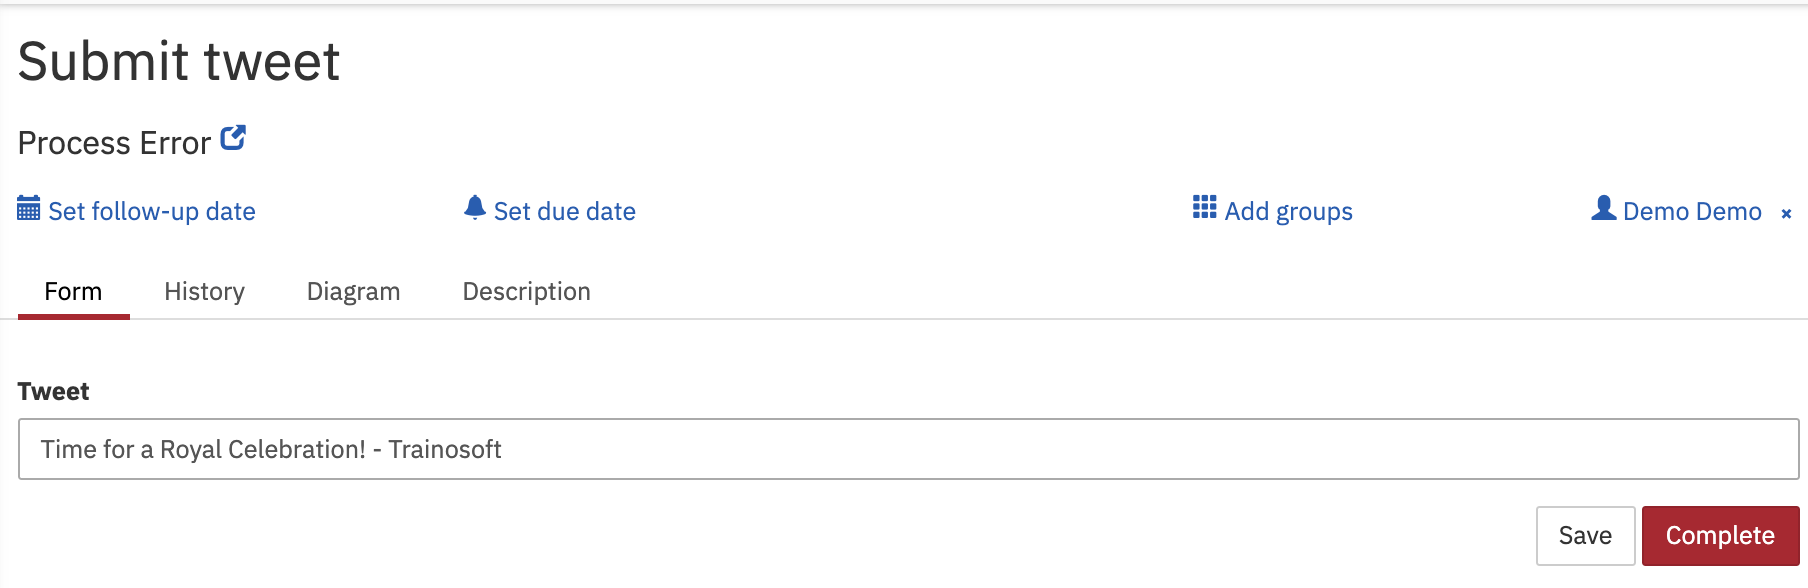 Submit tweet
Process Error
Set follow-up date Set due date Add groups Demo Demo ×
Form History Diagram Description
Tweet
Time for a Royal Celebration! - Trainosoft
Save Complete